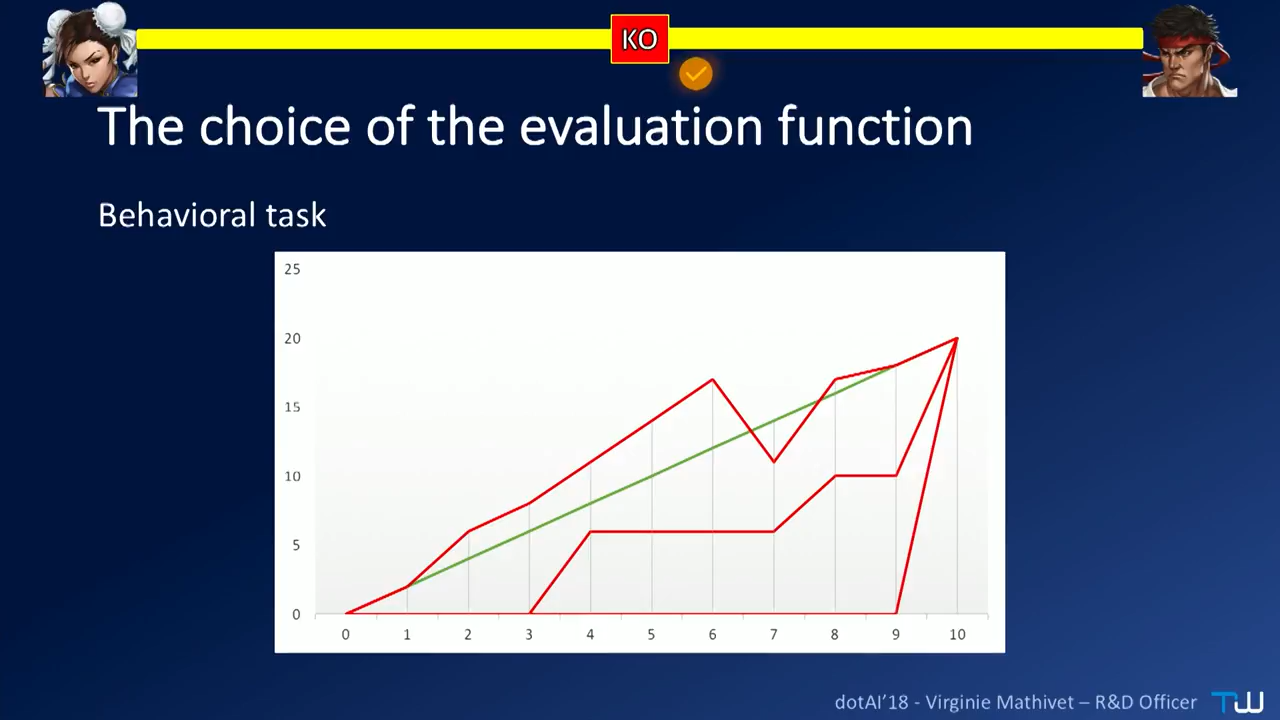 KO
The choice of the evaluation function
Behavioral task
25
20
15
10
5
0
0 1 2 3 4 5 6 7 8 9 10
dotAI'18 - Virginie Mathivet – R&D Officer TW